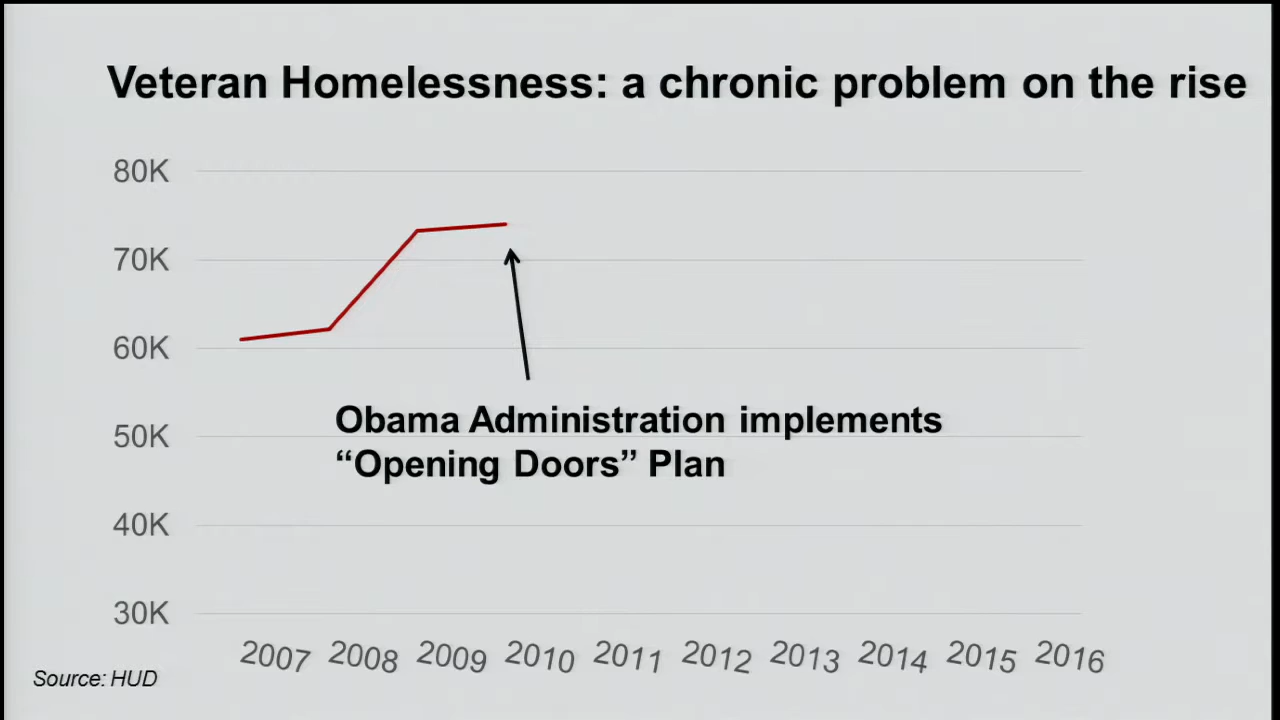 Veteran Homelessness: a chronic problem on the rise
80K
70K
60K
Obama Administration implements
50K
“Opening Doors” Plan
40K
30K
2007 2008 2009 2010 2011 2012 2013 2014 2015 2016
Source: HUD